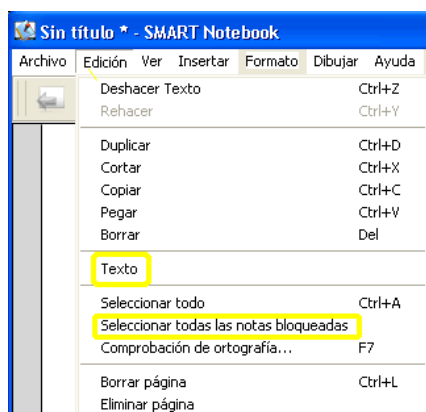 Sin título * - SMART Notebook
Archivo Edición Ver Insertar Formato Dibujar Ayuda
Deshacer Texto Ctrl+Z
Rehacer Ctrl+Y
Duplicar Ctrl+D
Cortar Ctrl+X
Copiar Ctrl+C
Pegar Ctrl+V
Borrar Del
Texto
Seleccionar todo Ctrl+A
Seleccionar todas las notas bloqueadas
Comprobación de ortografía... F7
Borrar página Ctrl+L
Eliminar página